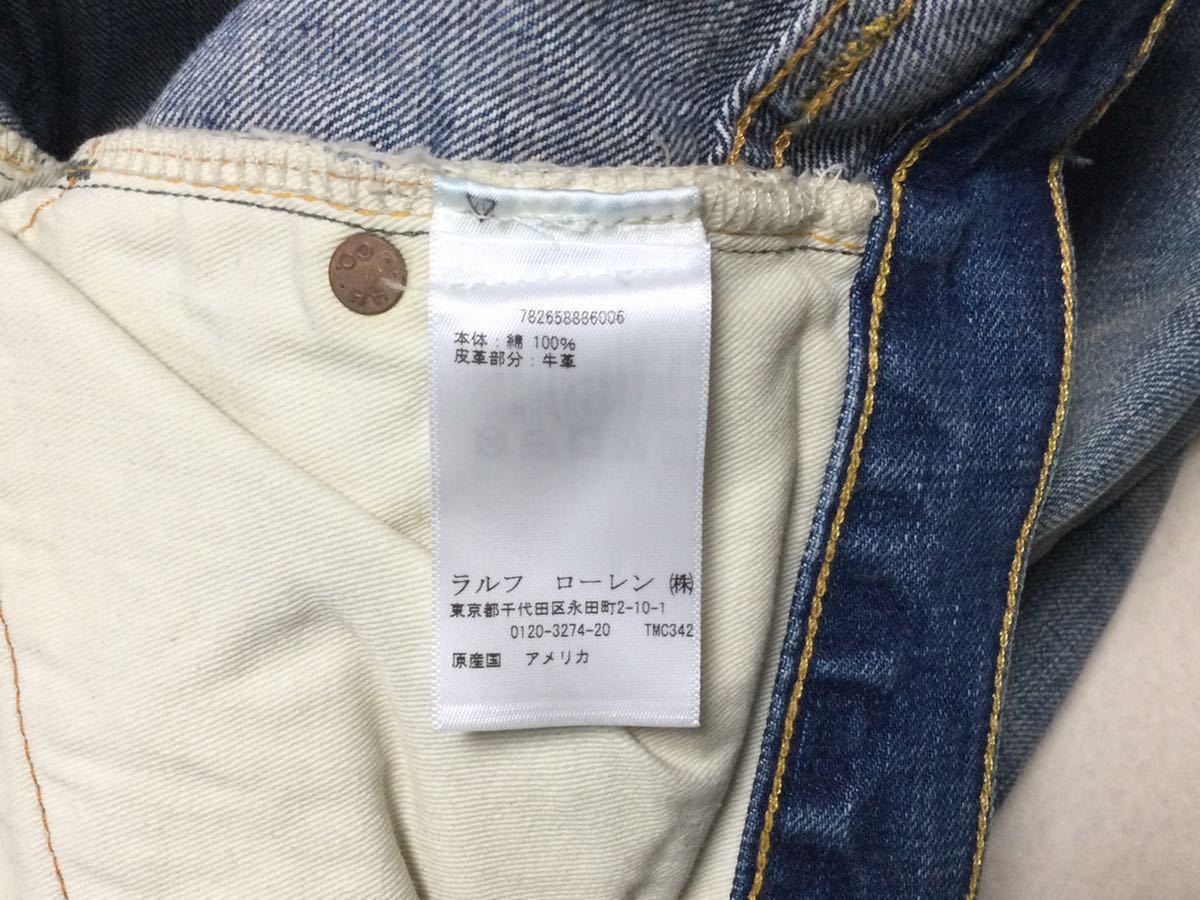 782658886006
本体：綿 100%
皮革部分：牛革
ラルフ ローレン ㈱
東京都千代田区永田町2-10-1
0120-3274-20 TMC342
原産国 アメリカ